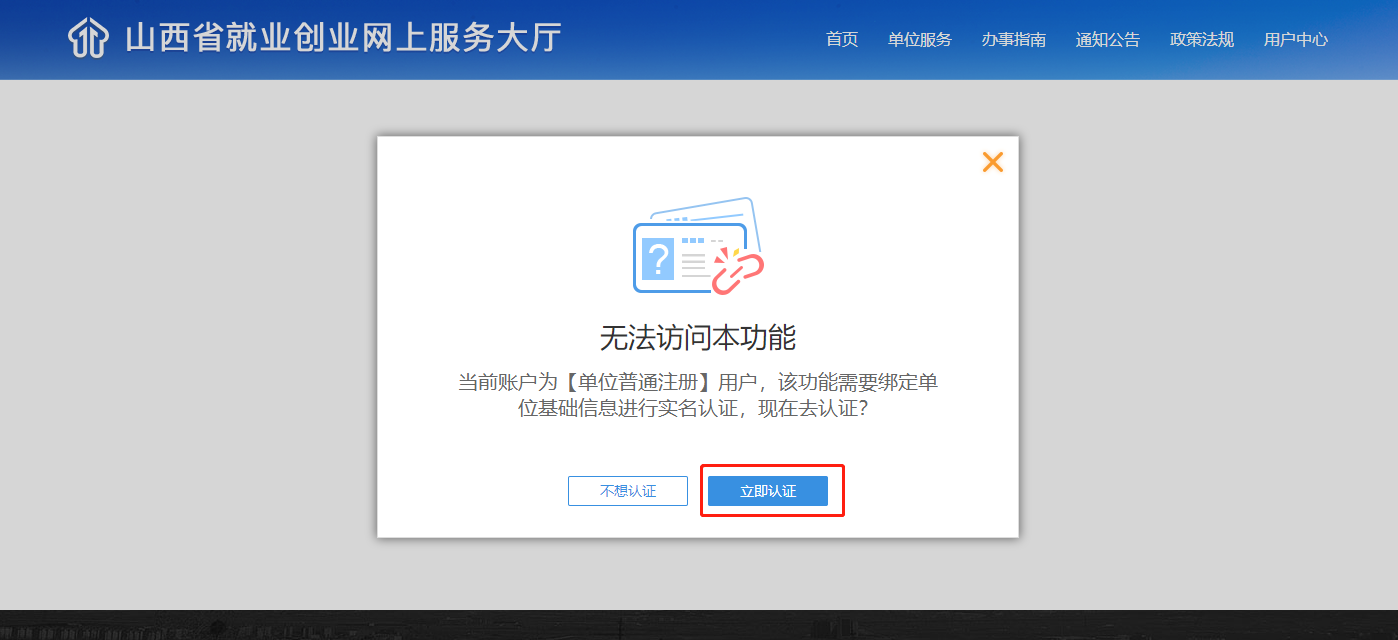 山西省就业创业网上服务大厅
首页 单位服务 办事指南 通知公告 政策法规 用户中心
?
无法访问本功能
当前账户为【单位普通注册】用户，该功能需要绑定单
位基础信息进行实名认证，现在去认证？
不想认证 立即认证